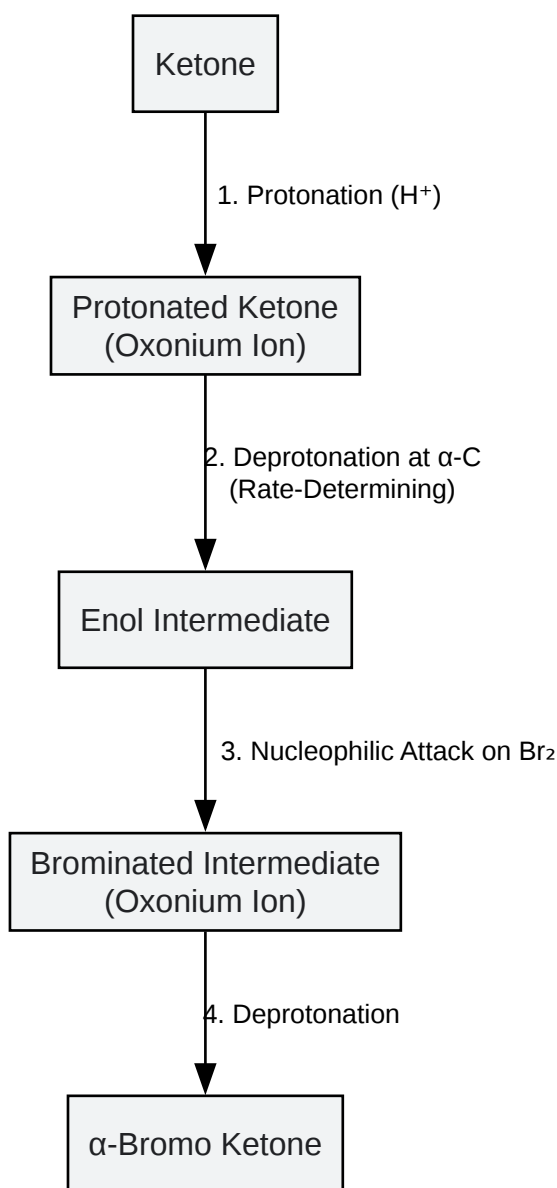 Ketone
1. Protonation (H⁺)
Protonated Ketone
(Oxonium Ion)
2. Deprotonation at α-C
(Rate-Determining)
Enol Intermediate
3. Nucleophilic Attack on Br₂
Brominated Intermediate
(Oxonium Ion)
4. Deprotonation
α-Bromo Ketone